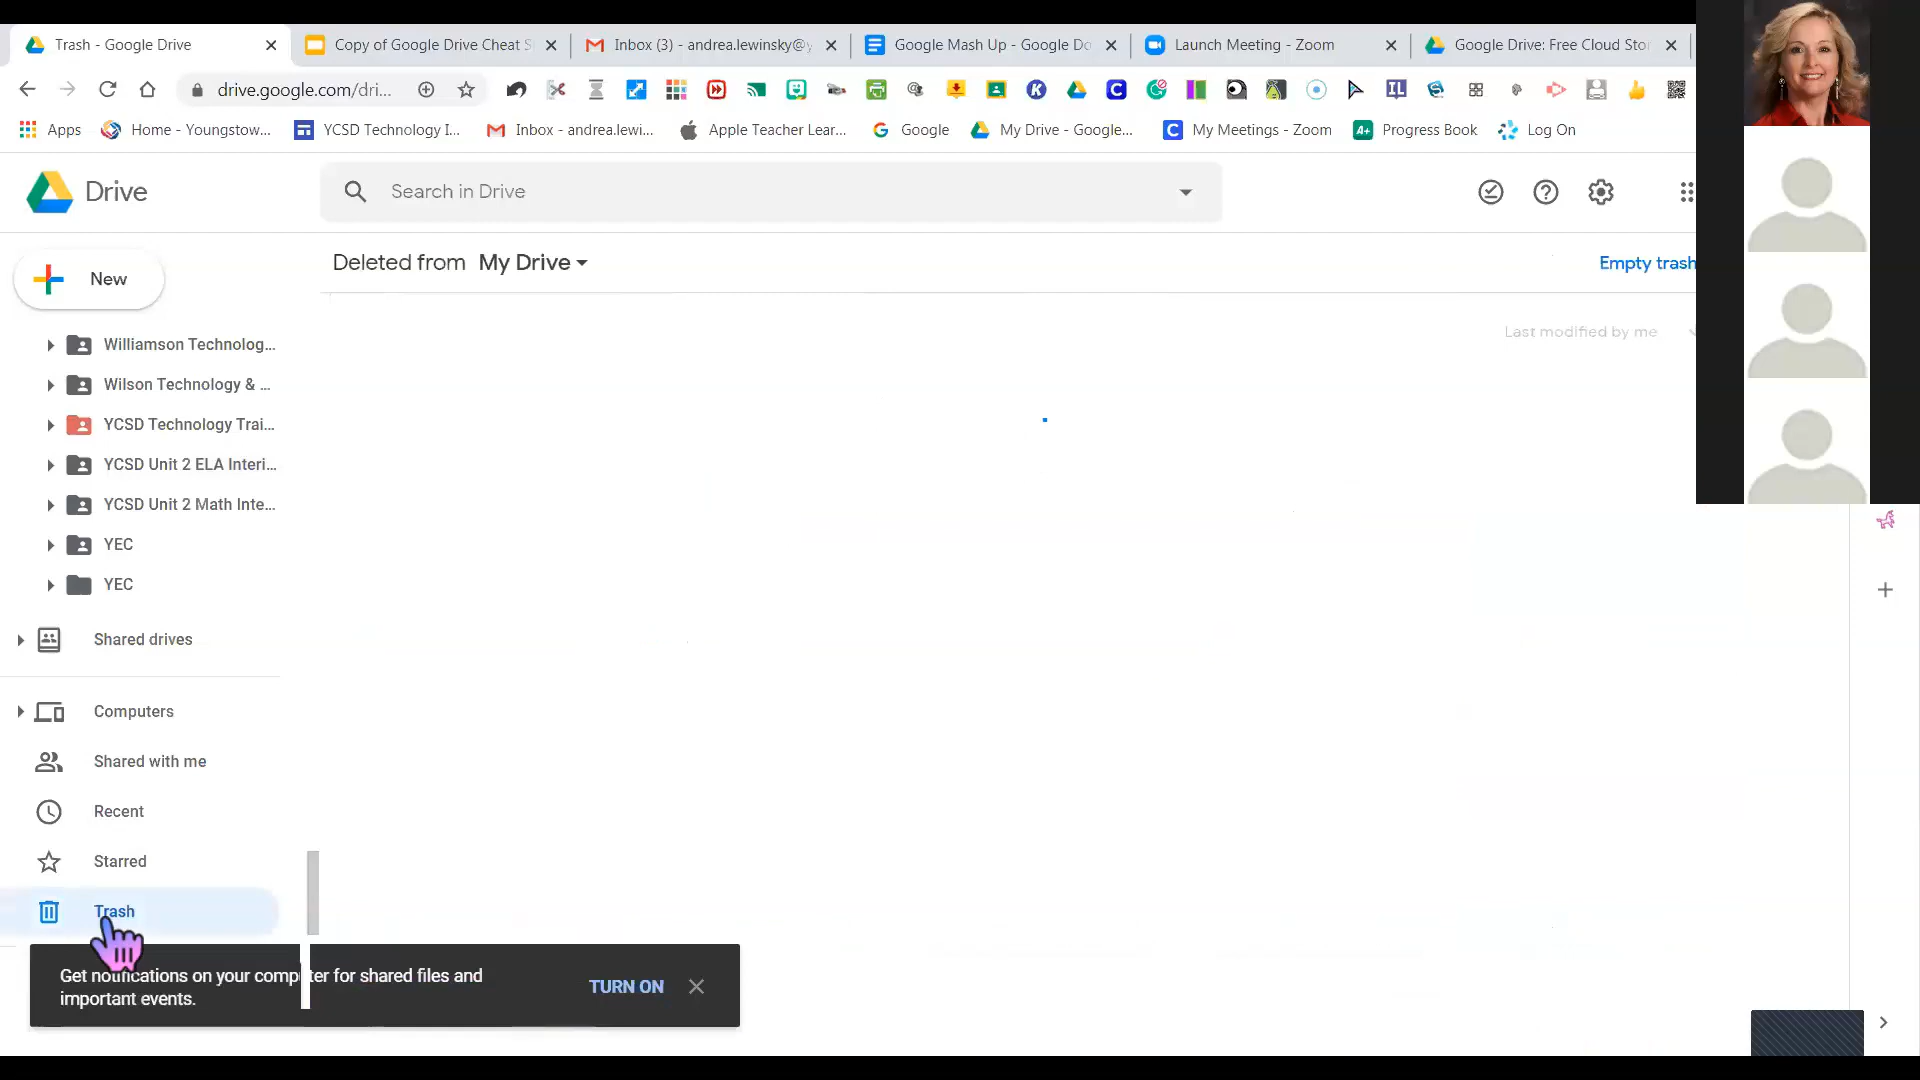 Trash - Google Drive
Copy of Google Drive Cheat S
Inbox (3) - andrea.lewinsky@y
Google Mash Up - Google Do
Launch Meeting - Zoom
Google Drive: Free Cloud Stor
drive.google.com/dri...
Apps
Home - Youngstow...
YCSD Technology I...
Inbox - andrea.lewi...
Apple Teacher Lear...
Google
My Drive - Google...
My Meetings - Zoom
Progress Book
Log On
Drive
Search in Drive
New
Deleted from My Drive
Empty trash
Last modified by me
Williamson Technolog...
Wilson Technology & ...
YCSD Technology Trai...
YCSD Unit 2 ELA Interi...
YCSD Unit 2 Math Inte...
YEC
YEC
Shared drives
Computers
Shared with me
Recent
Starred
Trash
Get notifications on your computer for shared files and
important events.
TURN ON